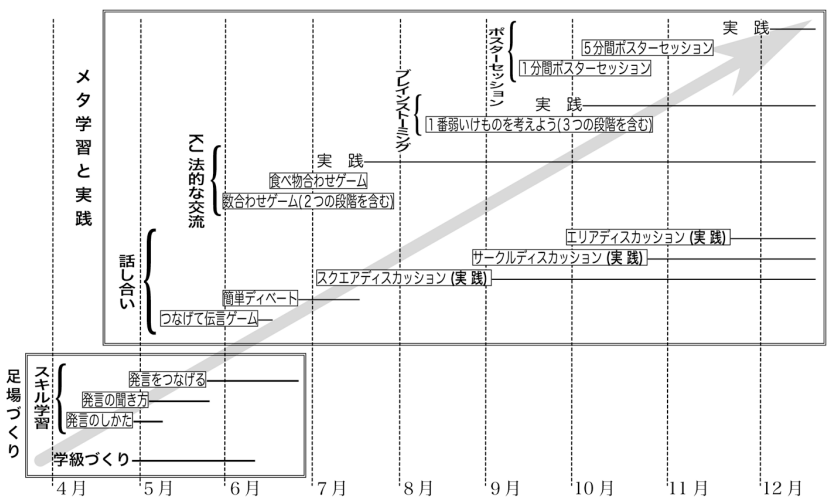 メタ学習と実践
ポスターセッション
実 践
5分間ポスターセッション
1分間ポスターセッション
ブレインストーミング
実 践
1番弱いけものを考えよう(3つの段階を含む)
KJ法的な交流
実 践
食べ物合わせゲーム
数合わせゲーム(2つの段階を含む)
話し合い
エリアディスカッション(実 践)
サークルディスカッション(実 践)
スクエアディスカッション(実 践)
簡単ディベート
つなげて伝言ゲーム
足場づくり
スキル学習
発言をつなげる
発言の聞き方
発言のしかた
学級づくり
4月 5月 6月 7月 8月 9月 10月 11月 12月